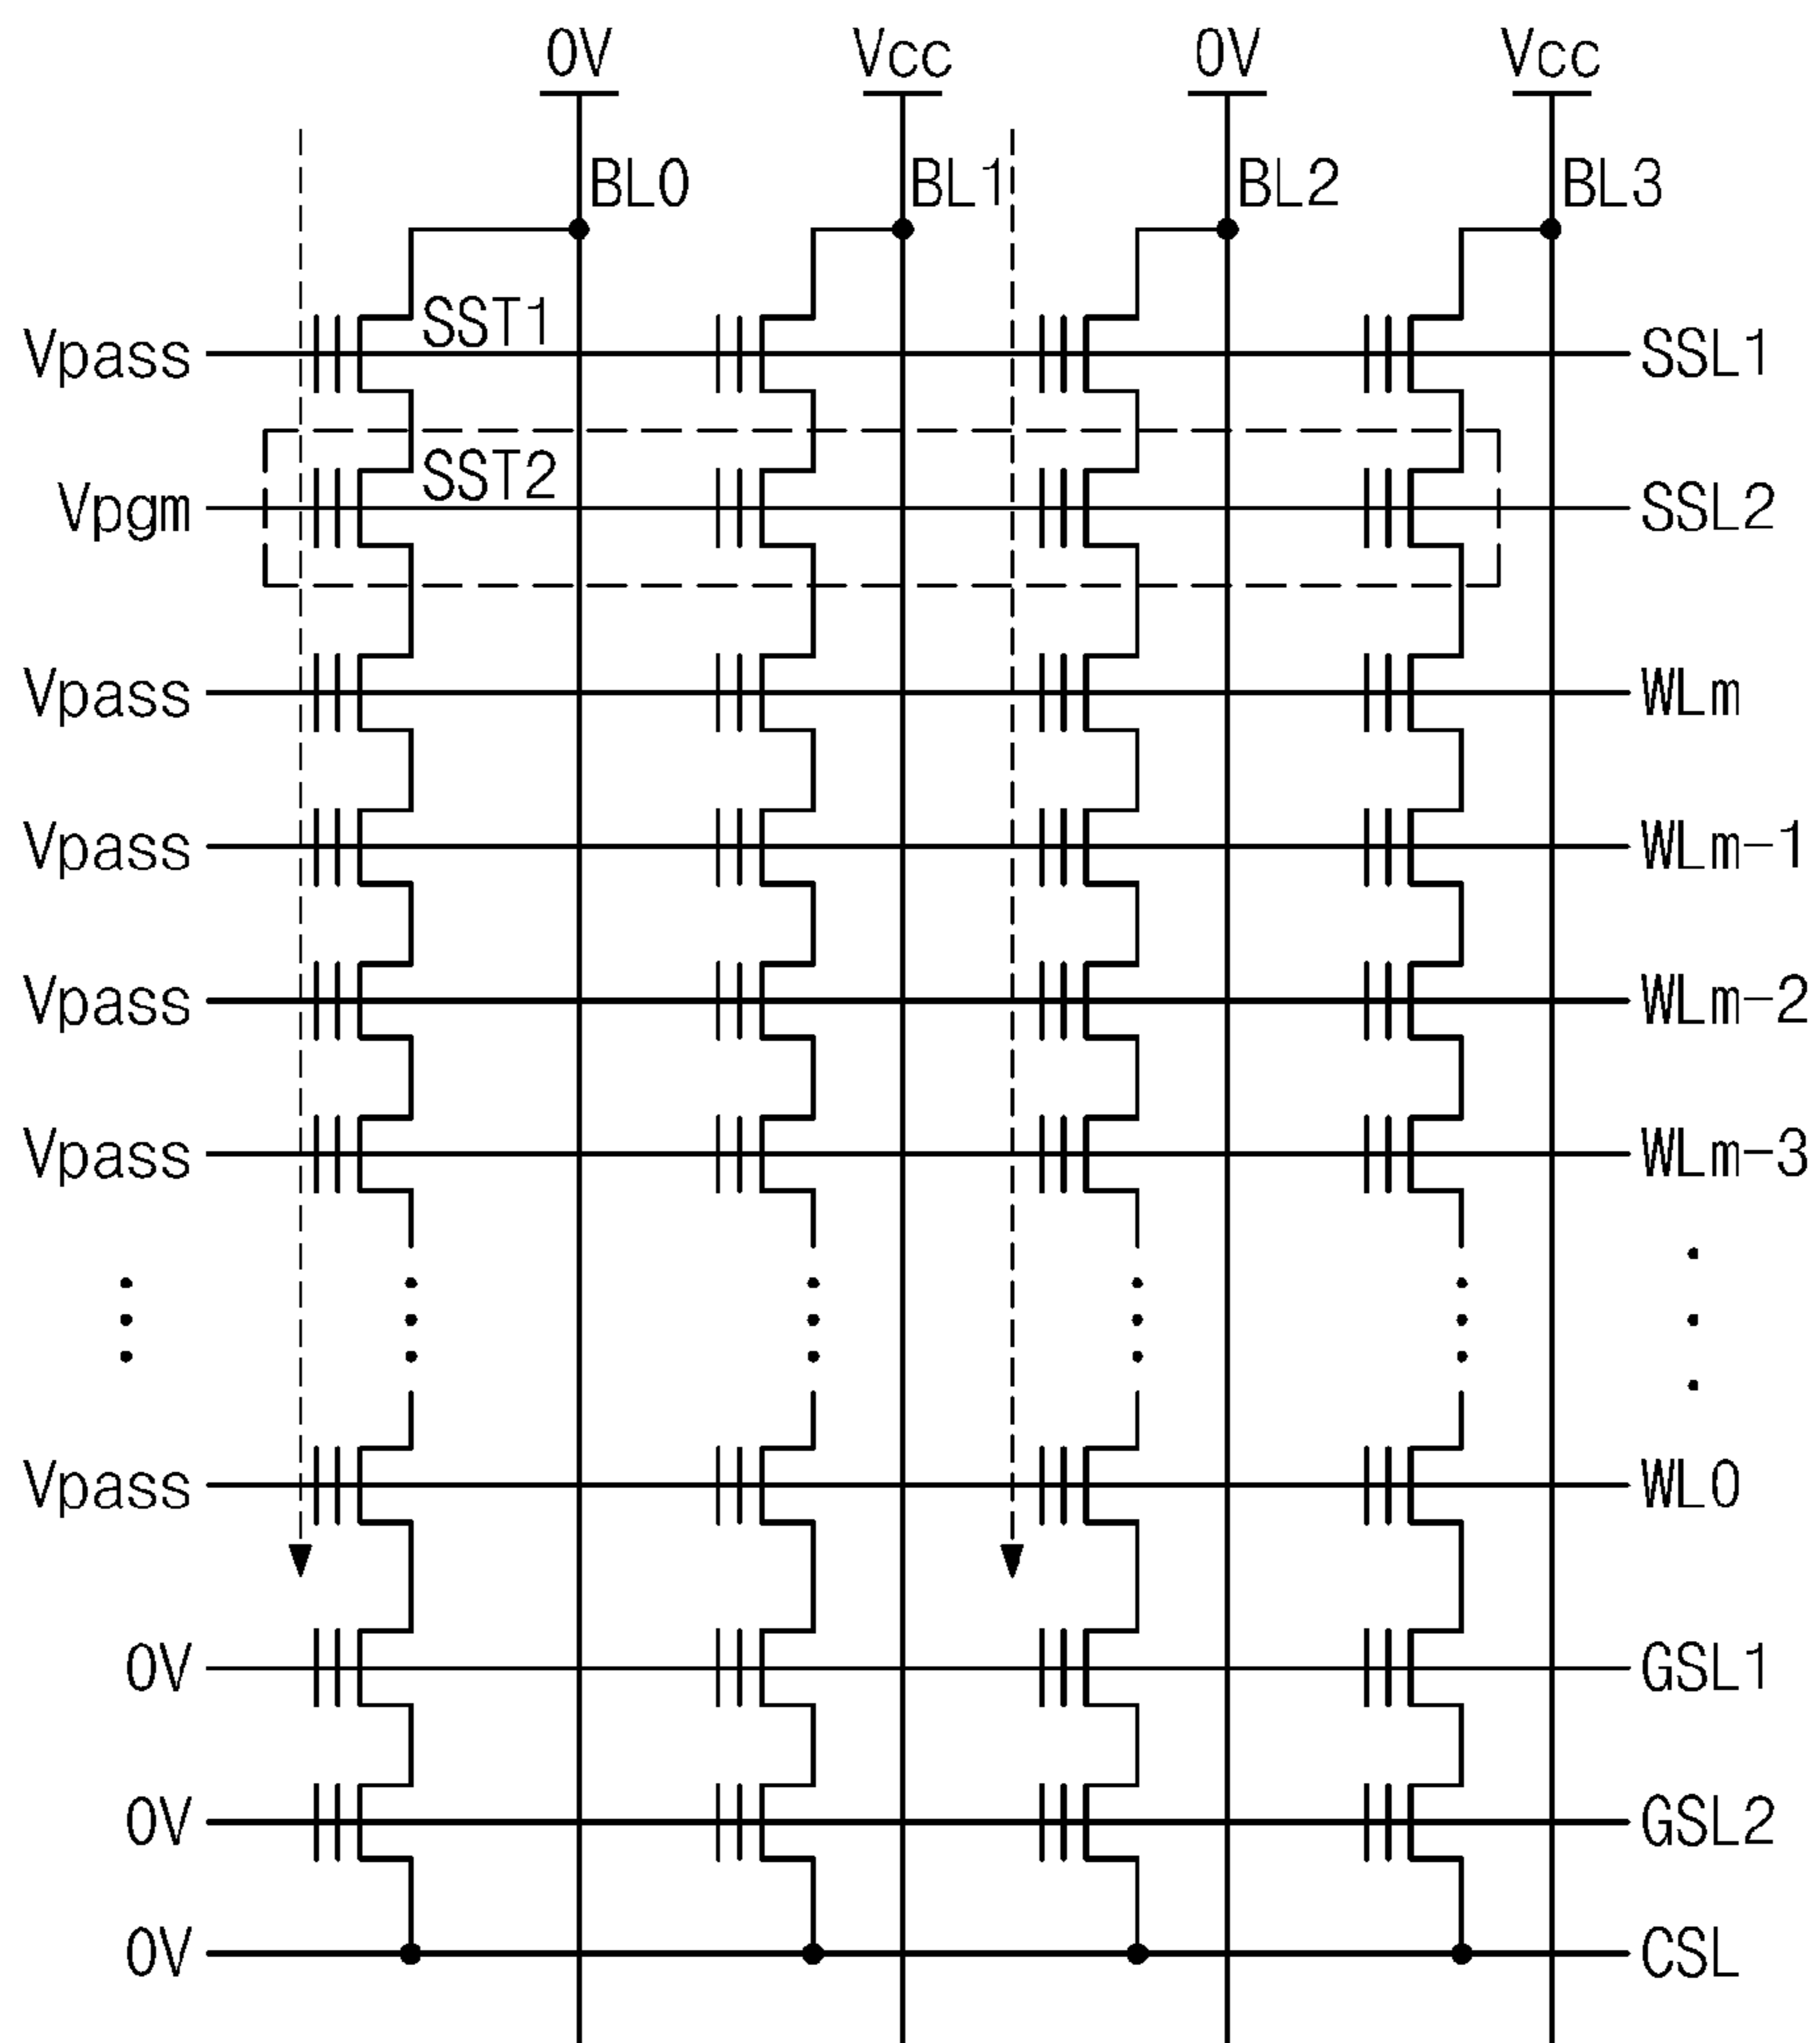 0V Vcc 0V Vcc
BL0 BL1 BL2 BL3
Vpass SST1 SSL1
Vpgm SST2 SSL2
Vpass WLm
Vpass WLm-1
Vpass WLm-2
Vpass WLm-3
Vpass WL0
0V GSL1
0V GSL2
0V CSL